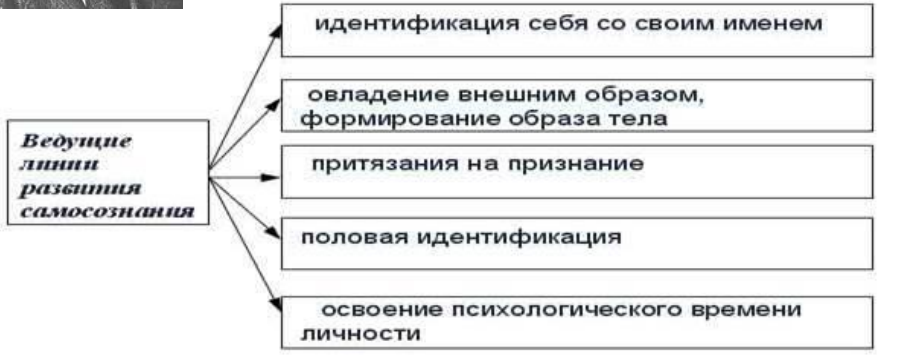 Ведущие
линии
развития
самосознания
идентификация себя со своим именем
овладение внешним образом,
формирование образа тела
притязания на признание
половая идентификация
освоение психологического времени
личности